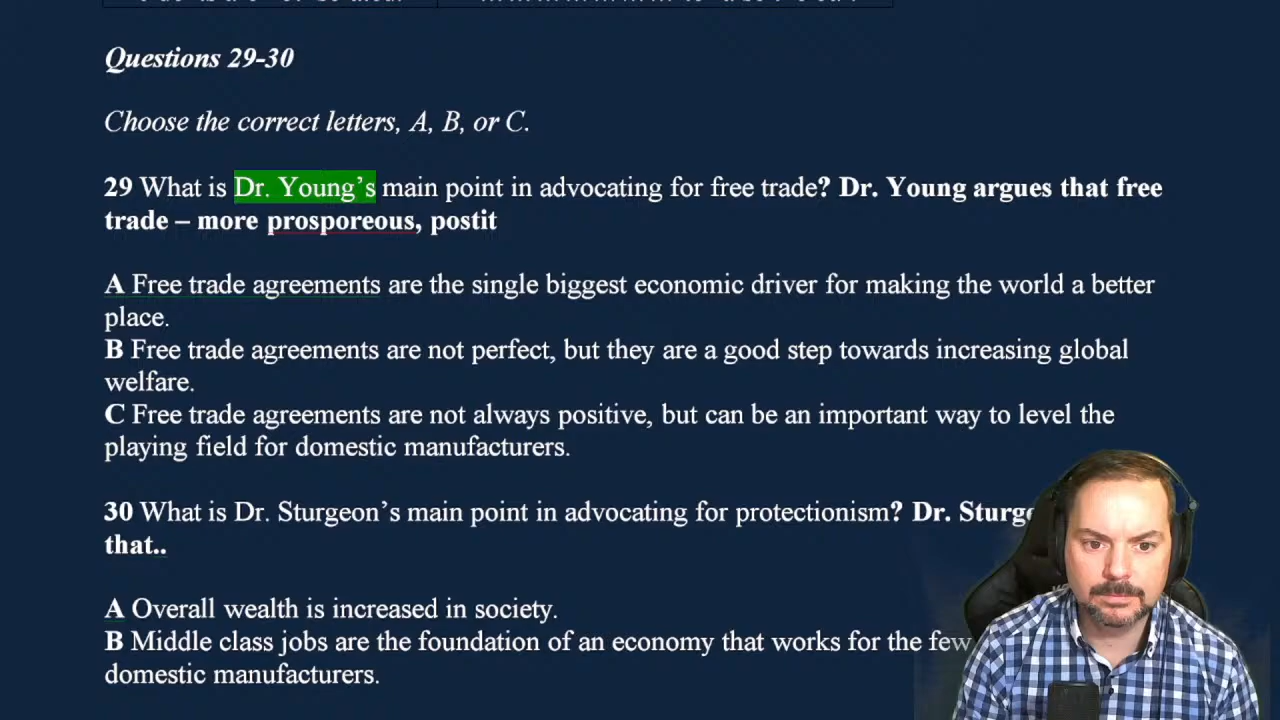 Questions 29-30
Choose the correct letters, A, B, or C.
29 What is Dr. Young's main point in advocating for free trade? Dr. Young argues that free
trade – more prosporeous, postit
A Free trade agreements are the single biggest economic driver for making the world a better
place.
B Free trade agreements are not perfect, but they are a good step towards increasing global
welfare.
C Free trade agreements are not always positive, but can be an important way to level the
playing field for domestic manufacturers.
30 What is Dr. Sturgeon's main point in advocating for protectionism? Dr.
that..
A Overall wealth is increased in society.
B Middle class jobs are the foundation of an economy that works for the few
domestic manufacturers.